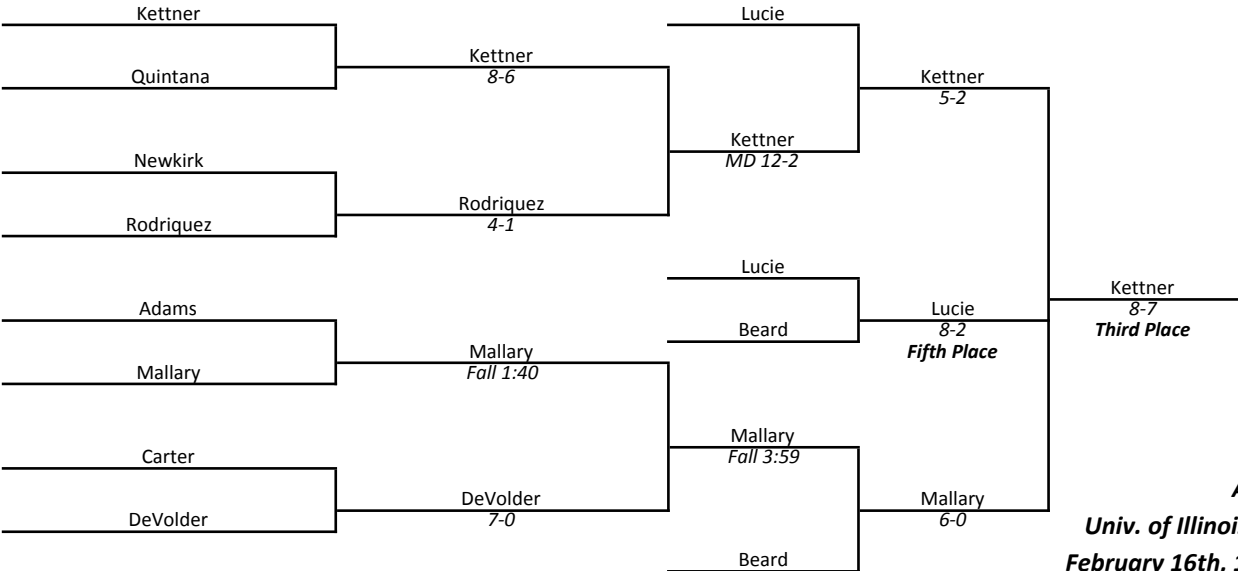 Kettner
Quintana
Kettner
8-6
Newkirk
Rodriquez
Rodriquez
4-1
Adams
Mallary
Mallary
Fall 1:40
Carter
DeVolder
DeVolder
7-0
Lucie
Kettner
MD 12-2
Kettner
5-2
Lucie
Beard
Lucie
8-2
Fifth Place
Mallary
Fall 3:59
Beard
Mallary
6-0
Kettner
8-7
Third Place
A
Univ. of Illinoi
February 16th, 1